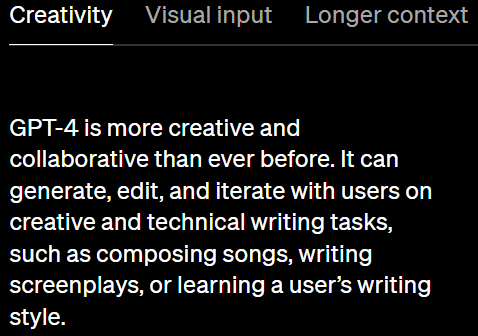 Creativity Visual input Longer context
GPT-4 is more creative and
collaborative than ever before. It can
generate, edit, and iterate with users on
creative and technical writing tasks,
such as composing songs, writing
screenplays, or learning a user’s writing
style.